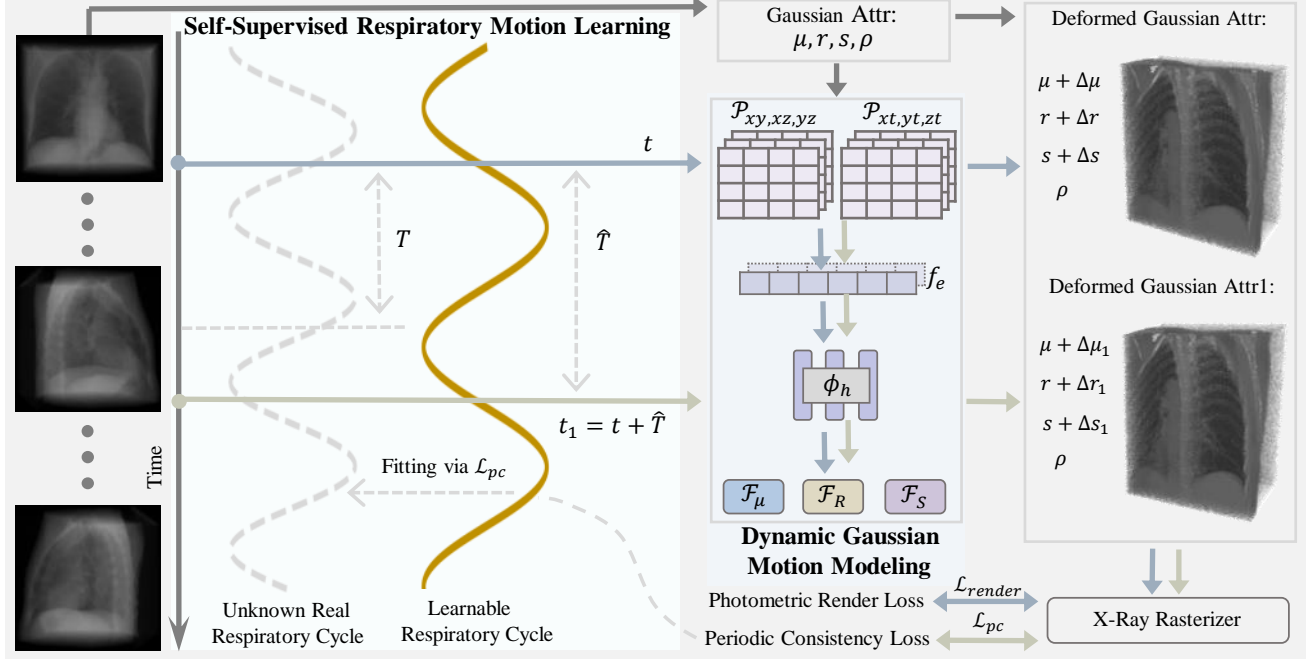 Self-Supervised Respiratory Motion Learning
Gaussian Attr:
μ, r, s, ρ
Deformed Gaussian Attr:
μ + Δμ
r + Δr
s + Δs
ρ
𝒫xy,xz,yz
𝒫xt,yt,zt
t
T
T̂
fe
Deformed Gaussian Attr1:
μ + Δμ₁
r + Δr₁
s + Δs₁
ρ
ϕh
t₁ = t + T̂
Time
Fitting via ℒpc
ℱμ
ℱR
ℱS
Dynamic Gaussian
Motion Modeling
Unknown Real
Respiratory Cycle
Learnable
Respiratory Cycle
Photometric Render Loss
ℒrender
Periodic Consistency Loss
ℒpc
X-Ray Rasterizer